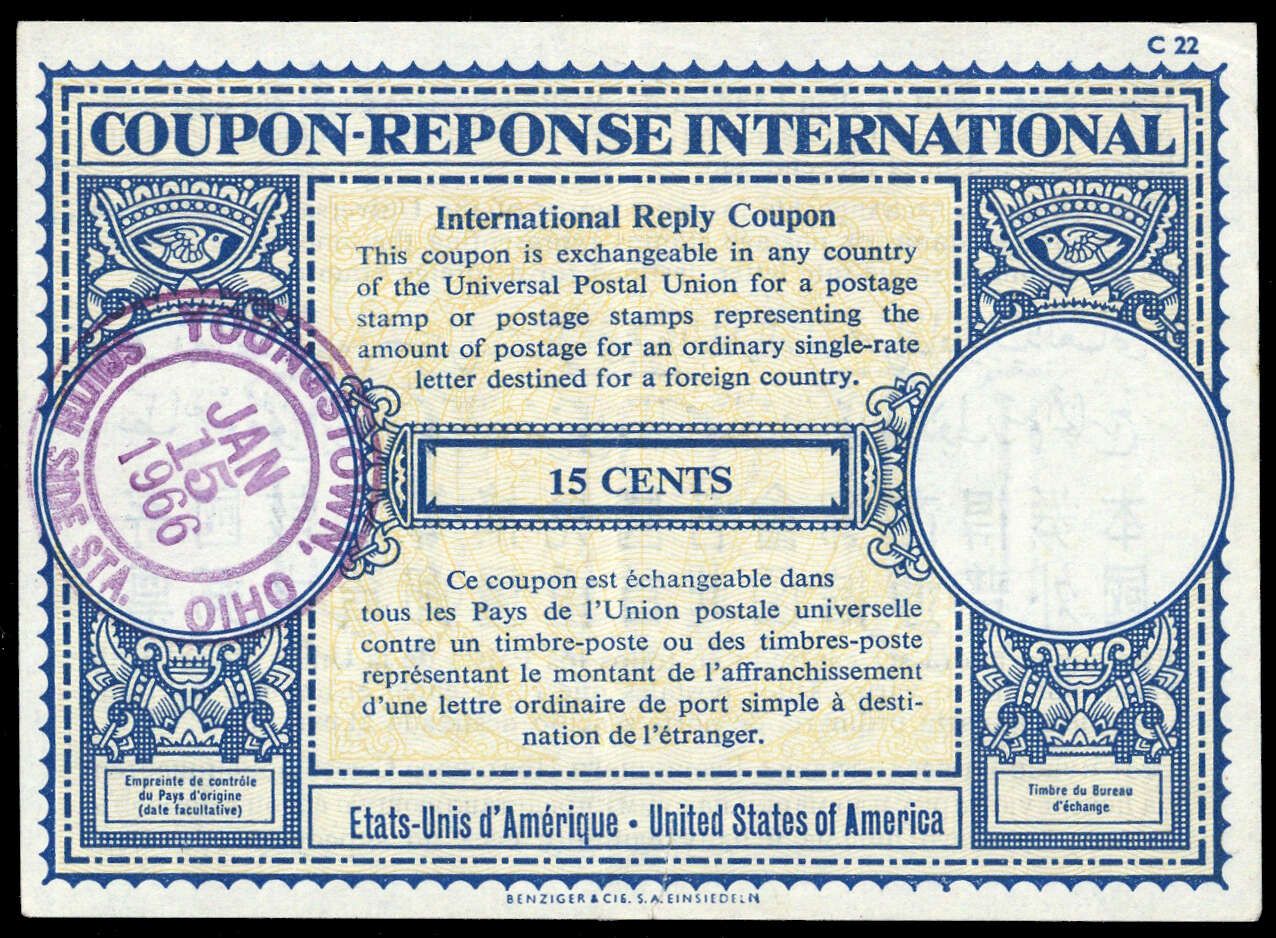 C 22
COUPON-REPONSE INTERNATIONAL
International Reply Coupon
This coupon is exchangeable in any country
of the Universal Postal Union for a postage
stamp or postage stamps representing the
amount of postage for an ordinary single-rate
letter destined for a foreign country.
15 CENTS
Ce coupon est échangeable dans
tous les Pays de l'Union postale universelle
contre un timbre-poste ou des timbres-poste
représentant le montant de l'affranchissement
d'une lettre ordinaire de port simple à desti-
nation de l'étranger.
YOUNGSTOWN, OHIO
SOUTH SIDE STA.
JAN
15
1966
Empreinte de contrôle
du Pays d'origine
(date facultative)
Timbre du Bureau
d'échange
Etats-Unis d'Amérique • United States of America
BENZIGER & CIE. S.A. EINSIEDELN